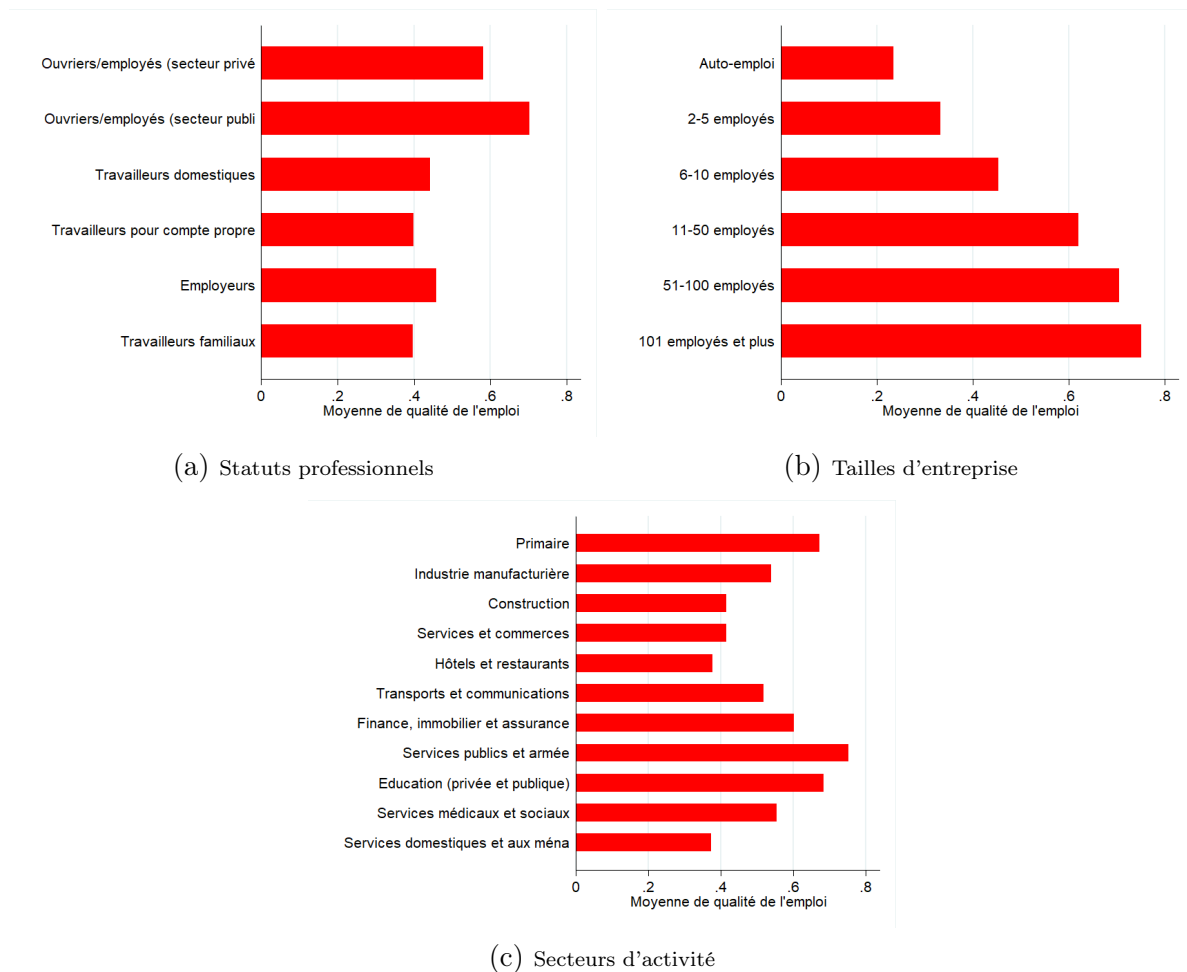 Ouvriers/employés (secteur privé
Ouvriers/employés (secteur publi
Travailleurs domestiques
Travailleurs pour compte propre
Employeurs
Travailleurs familiaux
0 .2 .4 .6 .8
Moyenne de qualité de l'emploi
(a) Statuts professionnels
Auto-emploi
2-5 employés
6-10 employés
11-50 employés
51-100 employés
101 employés et plus
0 .2 .4 .6 .8
Moyenne de qualité de l'emploi
(b) Tailles d'entreprise
Primaire
Industrie manufacturière
Construction
Services et commerces
Hôtels et restaurants
Transports et communications
Finance, immobilier et assurance
Services publics et armée
Education (privée et publique)
Services médicaux et sociaux
Services domestiques et aux ména
0 .2 .4 .6 .8
Moyenne de qualité de l'emploi
(c) Secteurs d'activité